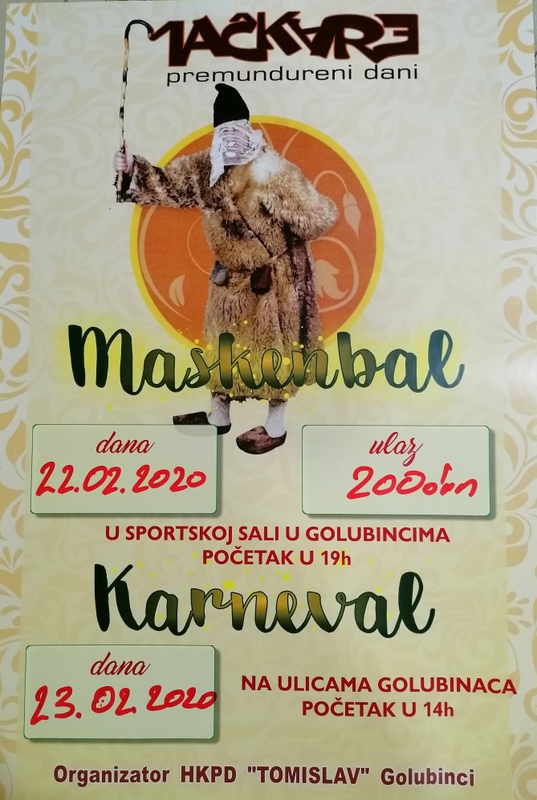 MAČKARE
premundureni dani
Maskenbal
dana
22.02.2020
ulaz
200din
U SPORTSKOJ SALI U GOLUBINCIMA
POČETAK U 19h
Karneval
dana
23.02.2020
NA ULICAMA GOLUBINACA
POČETAK U 14h
Organizator HKPD "TOMISLAV" Golubinci